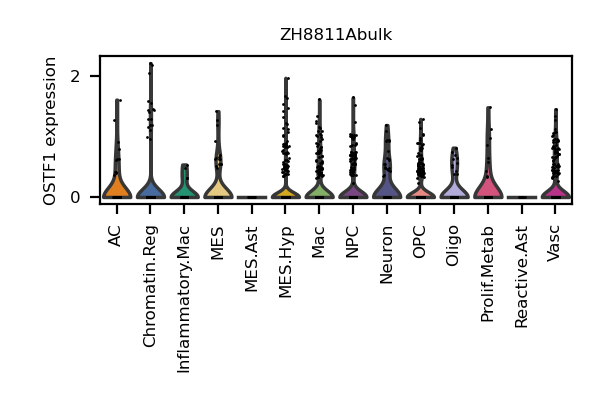 ZH8811Abulk
OSTF1 expression
2
0
AC
Chromatin.Reg
Inflammatory.Mac
MES
MES.Ast
MES.Hyp
Mac
NPC
Neuron
OPC
Oligo
Prolif.Metab
Reactive.Ast
Vasc